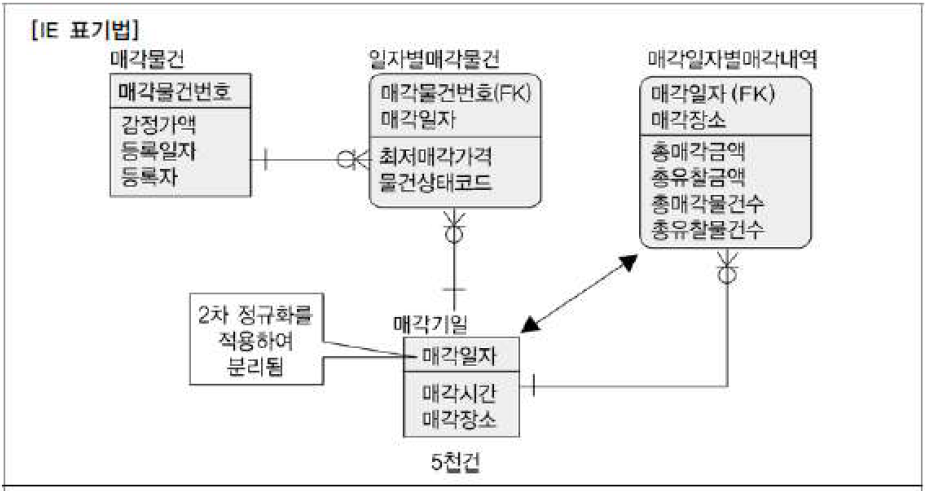 [IE 표기법]
매각물건
매각물건번호
감정가액
등록일자
등록자
일자별매각물건
매각물건번호(FK)
매각일자
최저매각가격
물건상태코드
매각일자별매각내역
매각일자 (FK)
매각장소
총매각금액
총유찰금액
총매각물건수
총유찰물건수
2차 정규화를
적용하여
분리됨
매각기일
매각일자
매각시간
매각장소
5천건